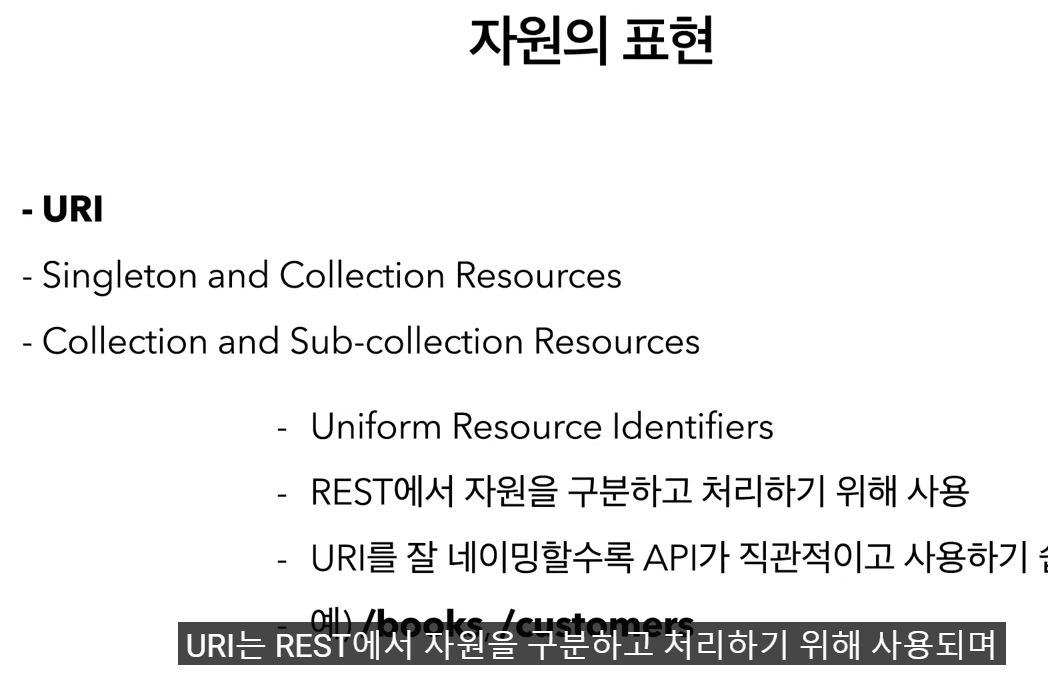 자원의 표현
- URI
- Singleton and Collection Resources
- Collection and Sub-collection Resources
- Uniform Resource Identifiers
- REST에서 자원을 구분하고 처리하기 위해 사용
- URI를 잘 네이밍할수록 API가 직관적이고 사용하기
- 예) /books, /customers
URI는 REST에서 자원을 구분하고 처리하기 위해 사용되며